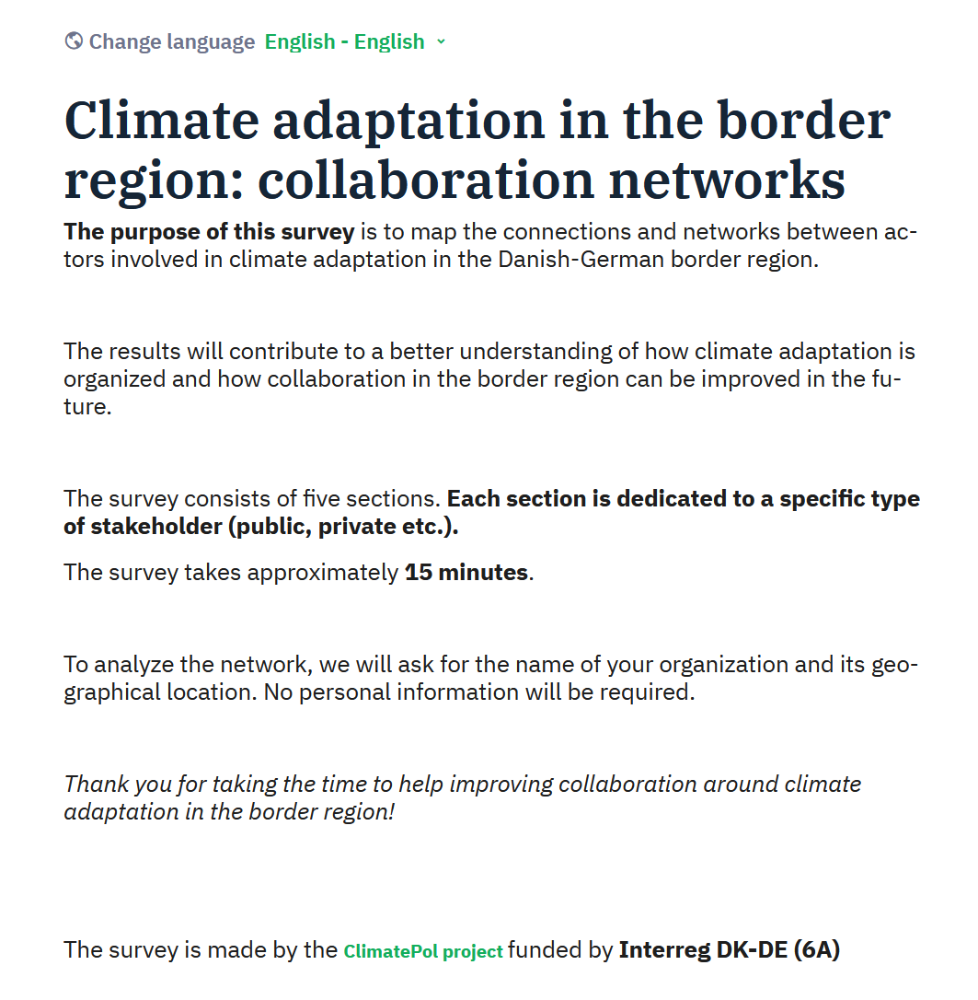 Change language English - English
Climate adaptation in the border
region: collaboration networks
The purpose of this survey is to map the connections and networks between ac-
tors involved in climate adaptation in the Danish-German border region.
The results will contribute to a better understanding of how climate adaptation is
organized and how collaboration in the border region can be improved in the fu-
ture.
The survey consists of five sections. Each section is dedicated to a specific type
of stakeholder (public, private etc.).
The survey takes approximately 15 minutes.
To analyze the network, we will ask for the name of your organization and its geo-
graphical location. No personal information will be required.
Thank you for taking the time to help improving collaboration around climate
adaptation in the border region!
The survey is made by the ClimatePol project funded by Interreg DK-DE (6A)